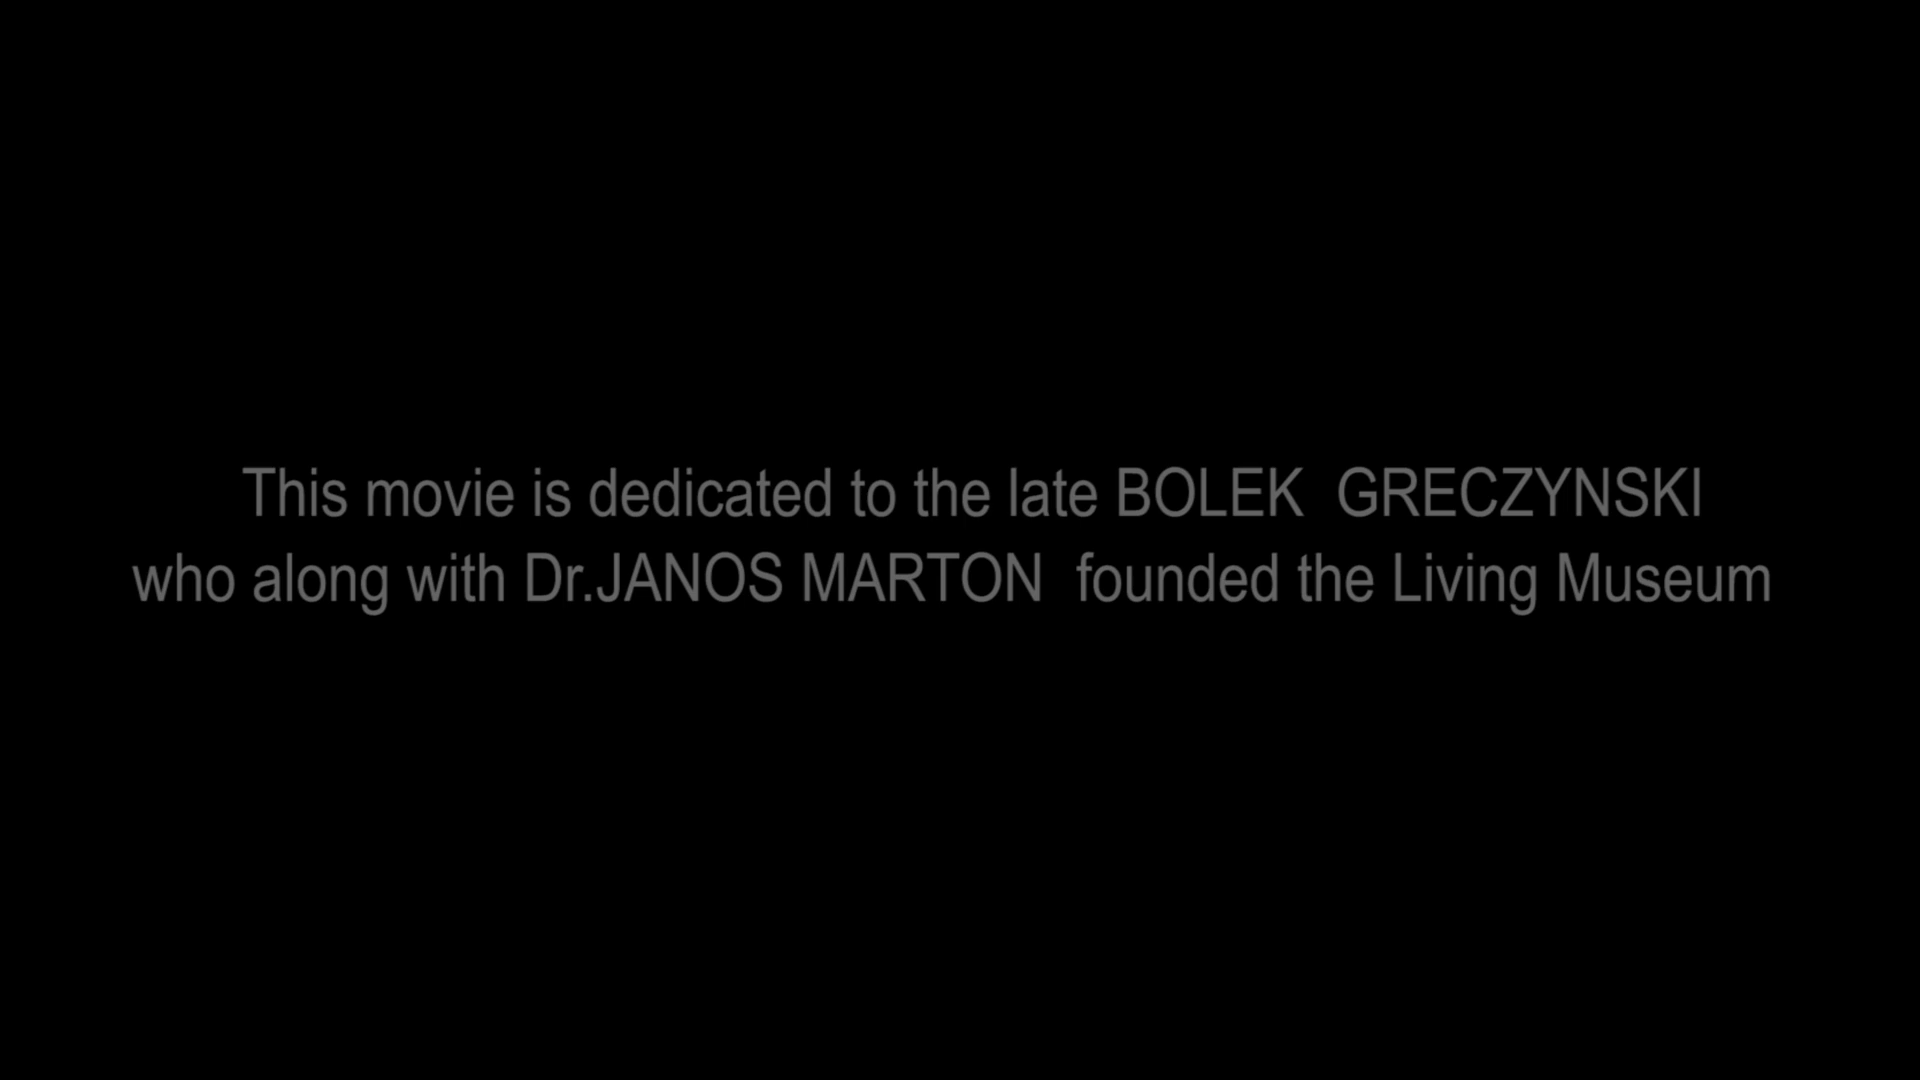 This movie is dedicated to the late BOLEK  GRECZYNSKI
who along with Dr.JANOS MARTON  founded the Living Museum